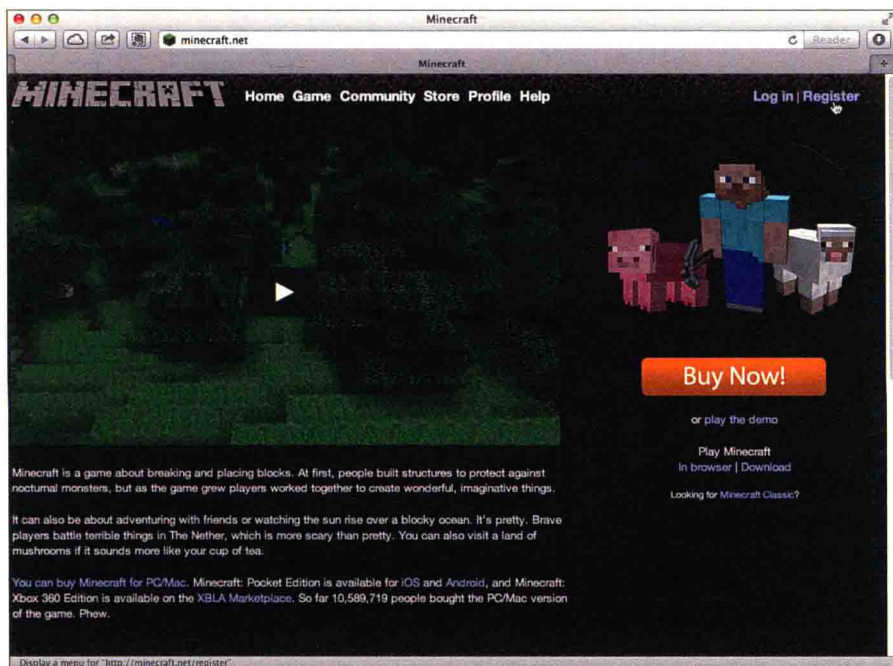 Minecraft
minecraft.net
Reader
Minecraft
MINECRAFT
Home Game Community Store Profile Help
Log in | Register
Buy Now!
or play the demo
Play Minecraft
In browser | Download
Looking for Minecraft Classic?
Minecraft is a game about breaking and placing blocks. At first, people built structures to protect against
nocturnal monsters, but as the game grew players worked together to create wonderful, imaginative things.
It can also be about adventuring with friends or watching the sun rise over a blocky ocean. It's pretty. Brave
players battle terrible things in The Nether, which is more scary than pretty. You can also visit a land of
mushrooms if it sounds more like your cup of tea.
You can buy Minecraft for PC/Mac. Minecraft: Pocket Edition is available for iOS and Android, and Minecraft:
Xbox 360 Edition is available on the XBLA Marketplace. So far 10,589,719 people bought the PC/Mac version
of the game. Phew.
Display a menu for "http://minecraft.net/register"